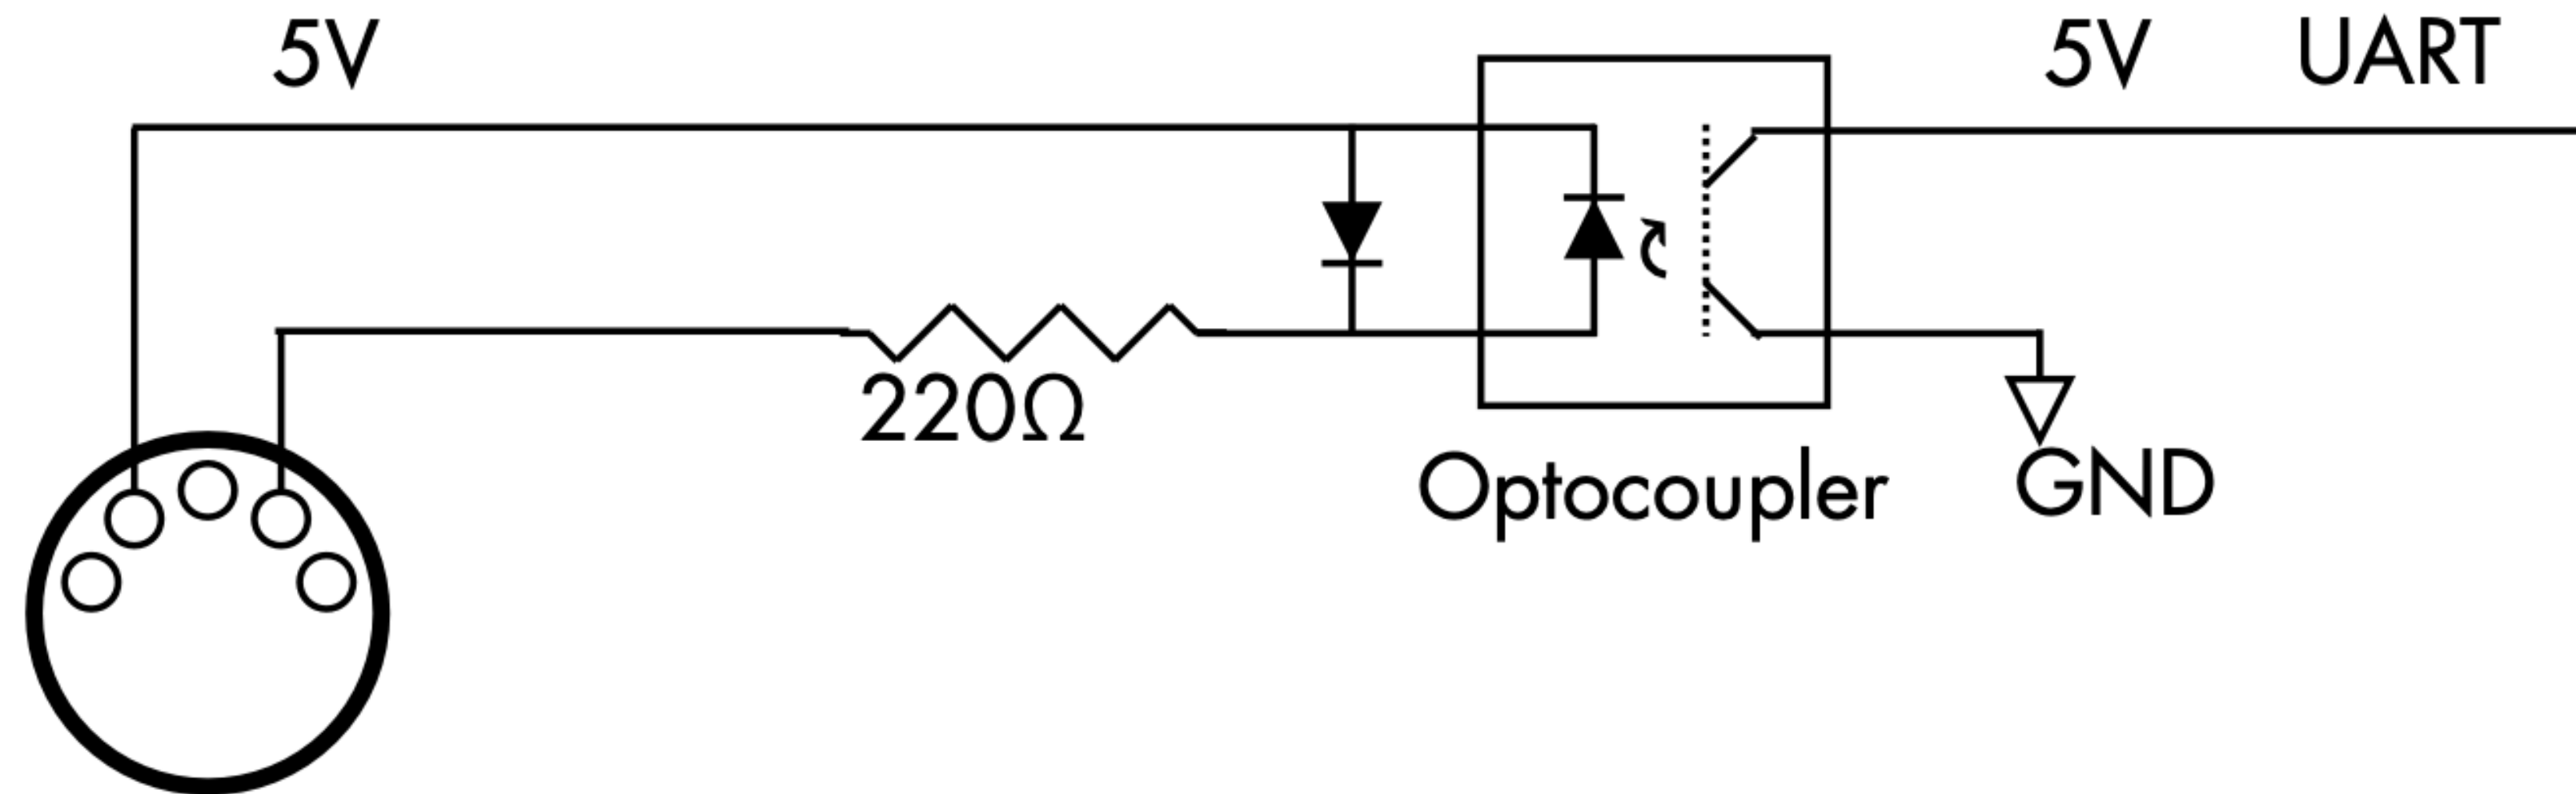 5V
5V UART
220Ω
Optocoupler
GND